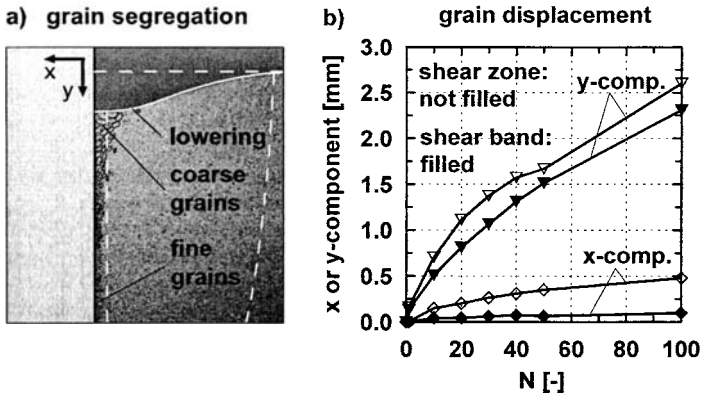 a) grain segregation
x
y
lowering
coarse
grains
fine
grains
b) grain displacement
x or y-component [mm]
3.0
2.5
2.0
1.5
1.0
0.5
0.0
shear zone:
not filled
shear band:
filled
y-comp.
x-comp.
0 20 40 60 80 100
N [-]